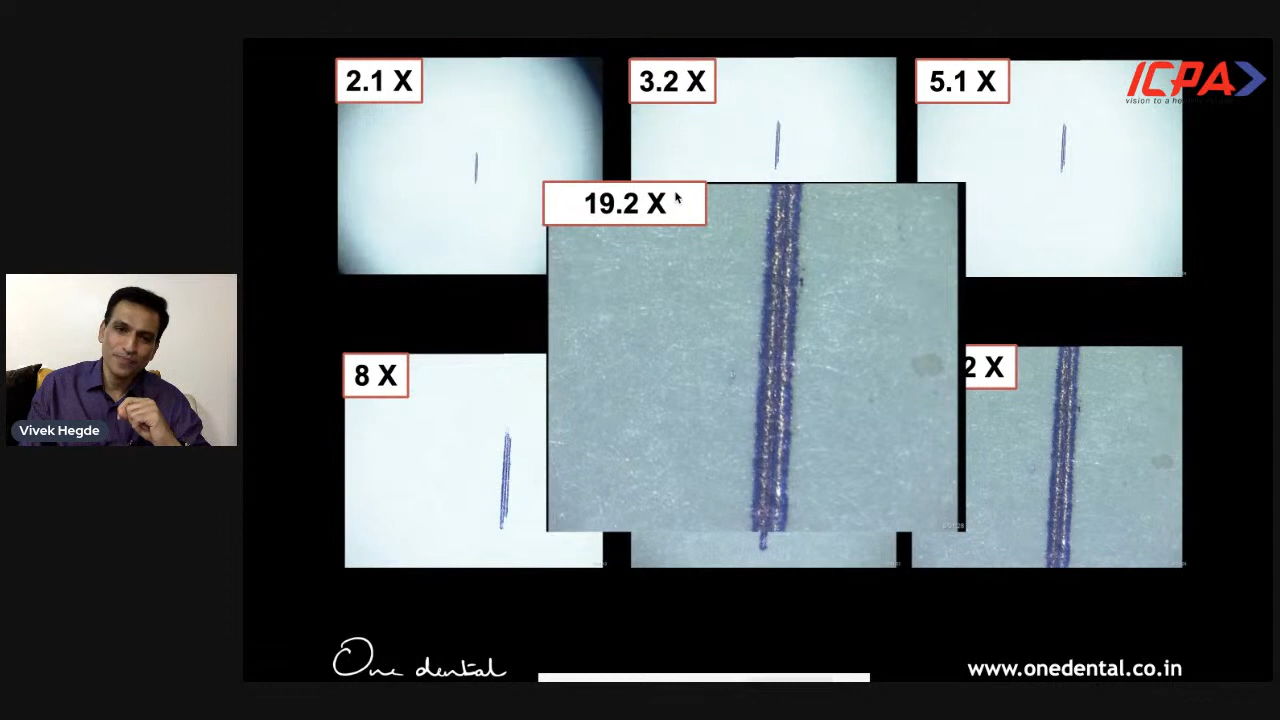 2.1 X
3.2 X
5.1 X
ICPA
vision to a
19.2 X
8 X
2 X
Vivek Hegde
One dental
www.onedental.co.in